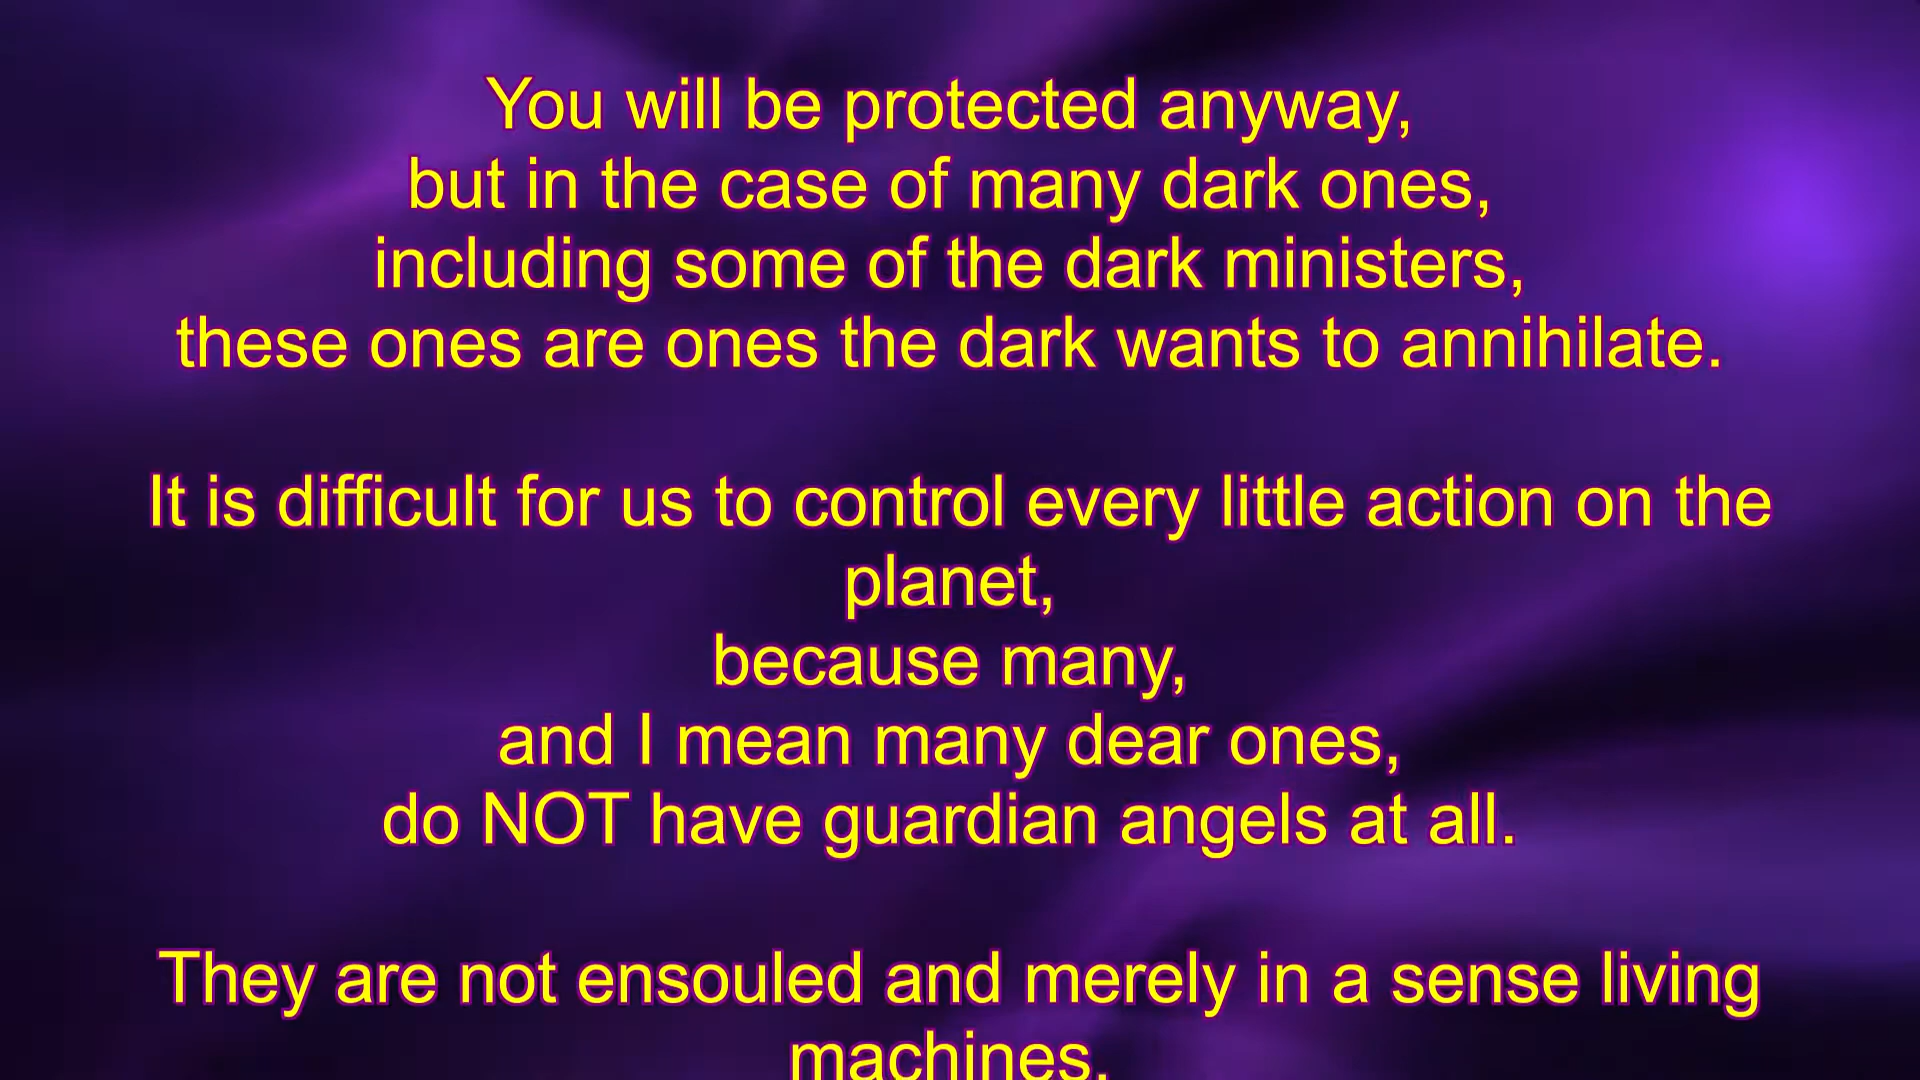 You will be protected anyway,
but in the case of many dark ones,
including some of the dark ministers,
these ones are ones the dark wants to annihilate.
It is difficult for us to control every little action on the
planet,
because many,
and I mean many dear ones,
do NOT have guardian angels at all.
They are not ensouled and merely in a sense living
machines.